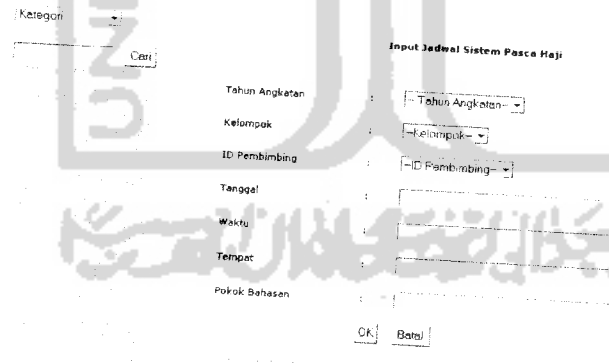 Kategori
Cari
Input Jadwal Sistem Pasca Haji
Tahun Angkatan : -- Tahun Angkatan--
Kelompok : --Kelompok--
ID Pembimbing : --ID Pembimbing--
Tanggal :
Waktu :
Tempat :
Pokok Bahasan :
OK Batal